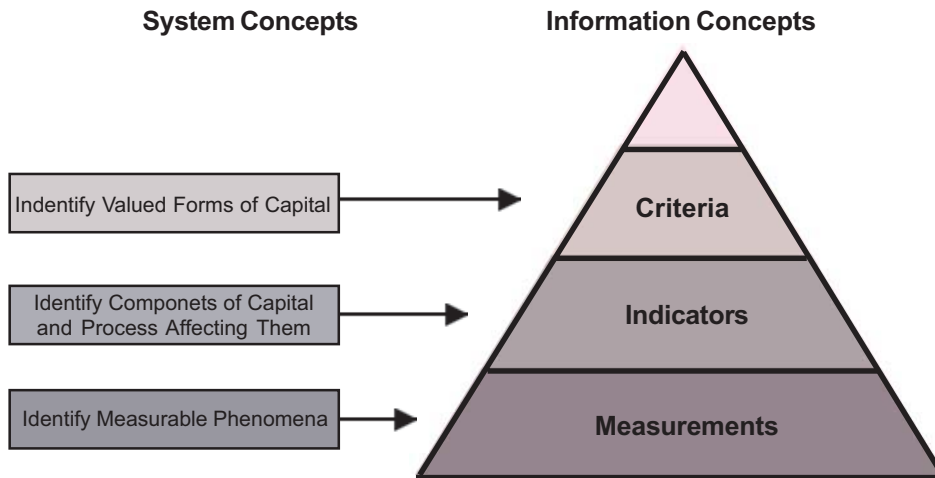 System Concepts
Information Concepts
Indentify Valued Forms of Capital
Criteria
Identify Componets of Capital
and Process Affecting Them
Indicators
Identify Measurable Phenomena
Measurements